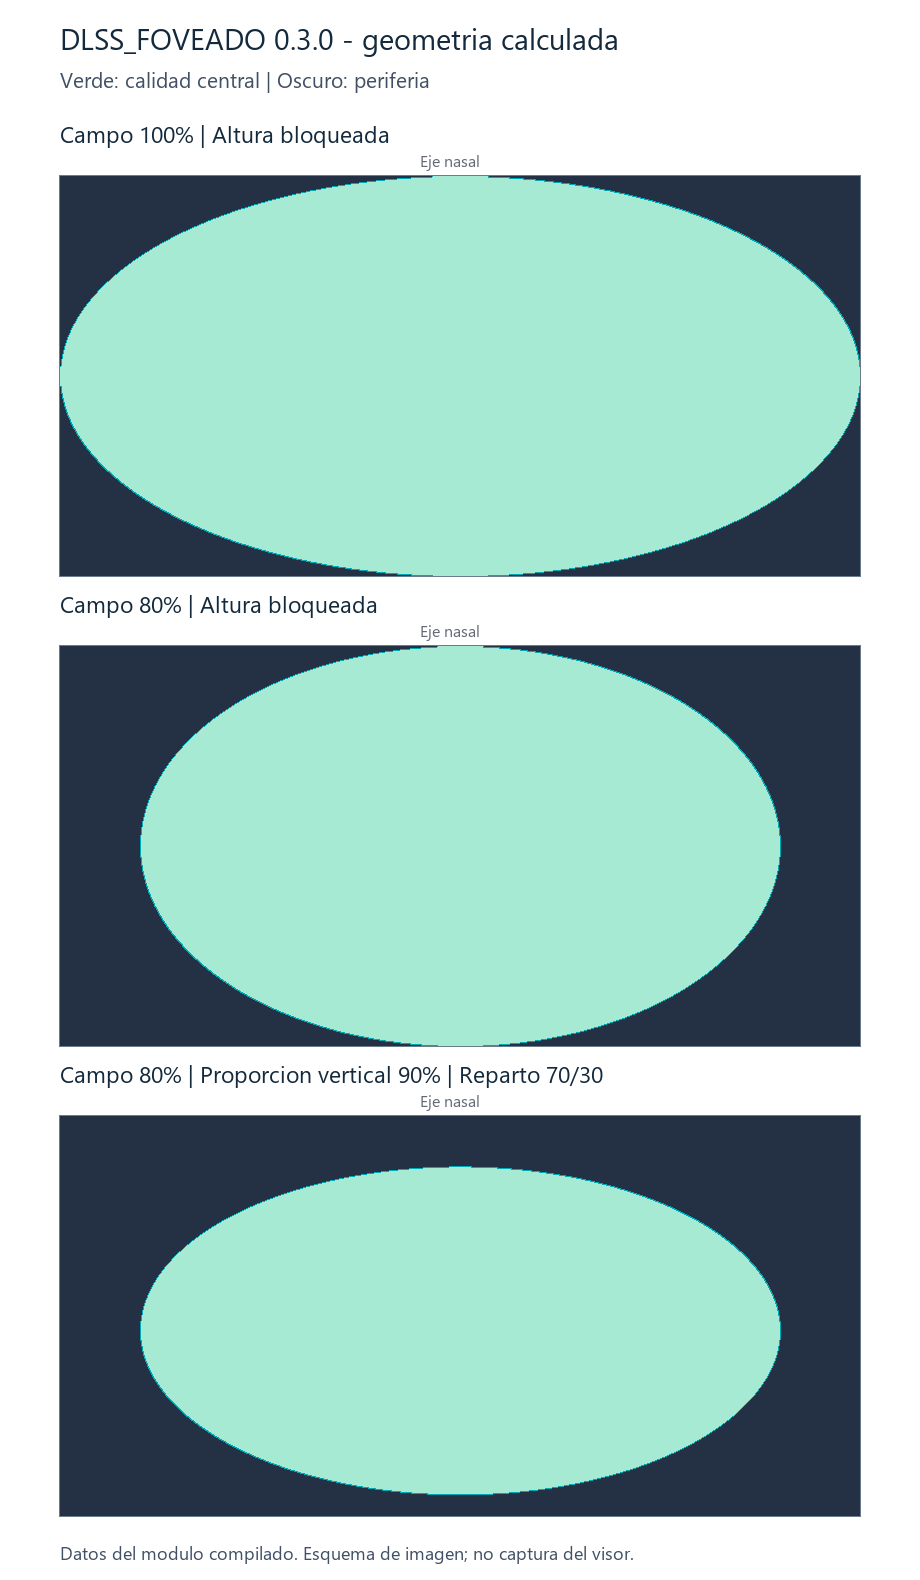 DLSS_FOVEADO 0.3.0 - geometria calculada
Verde: calidad central | Oscuro: periferia
Campo 100% | Altura bloqueada
Eje nasal
Campo 80% | Altura bloqueada
Eje nasal
Campo 80% | Proporcion vertical 90% | Reparto 70/30
Eje nasal
Datos del modulo compilado. Esquema de imagen; no captura del visor.